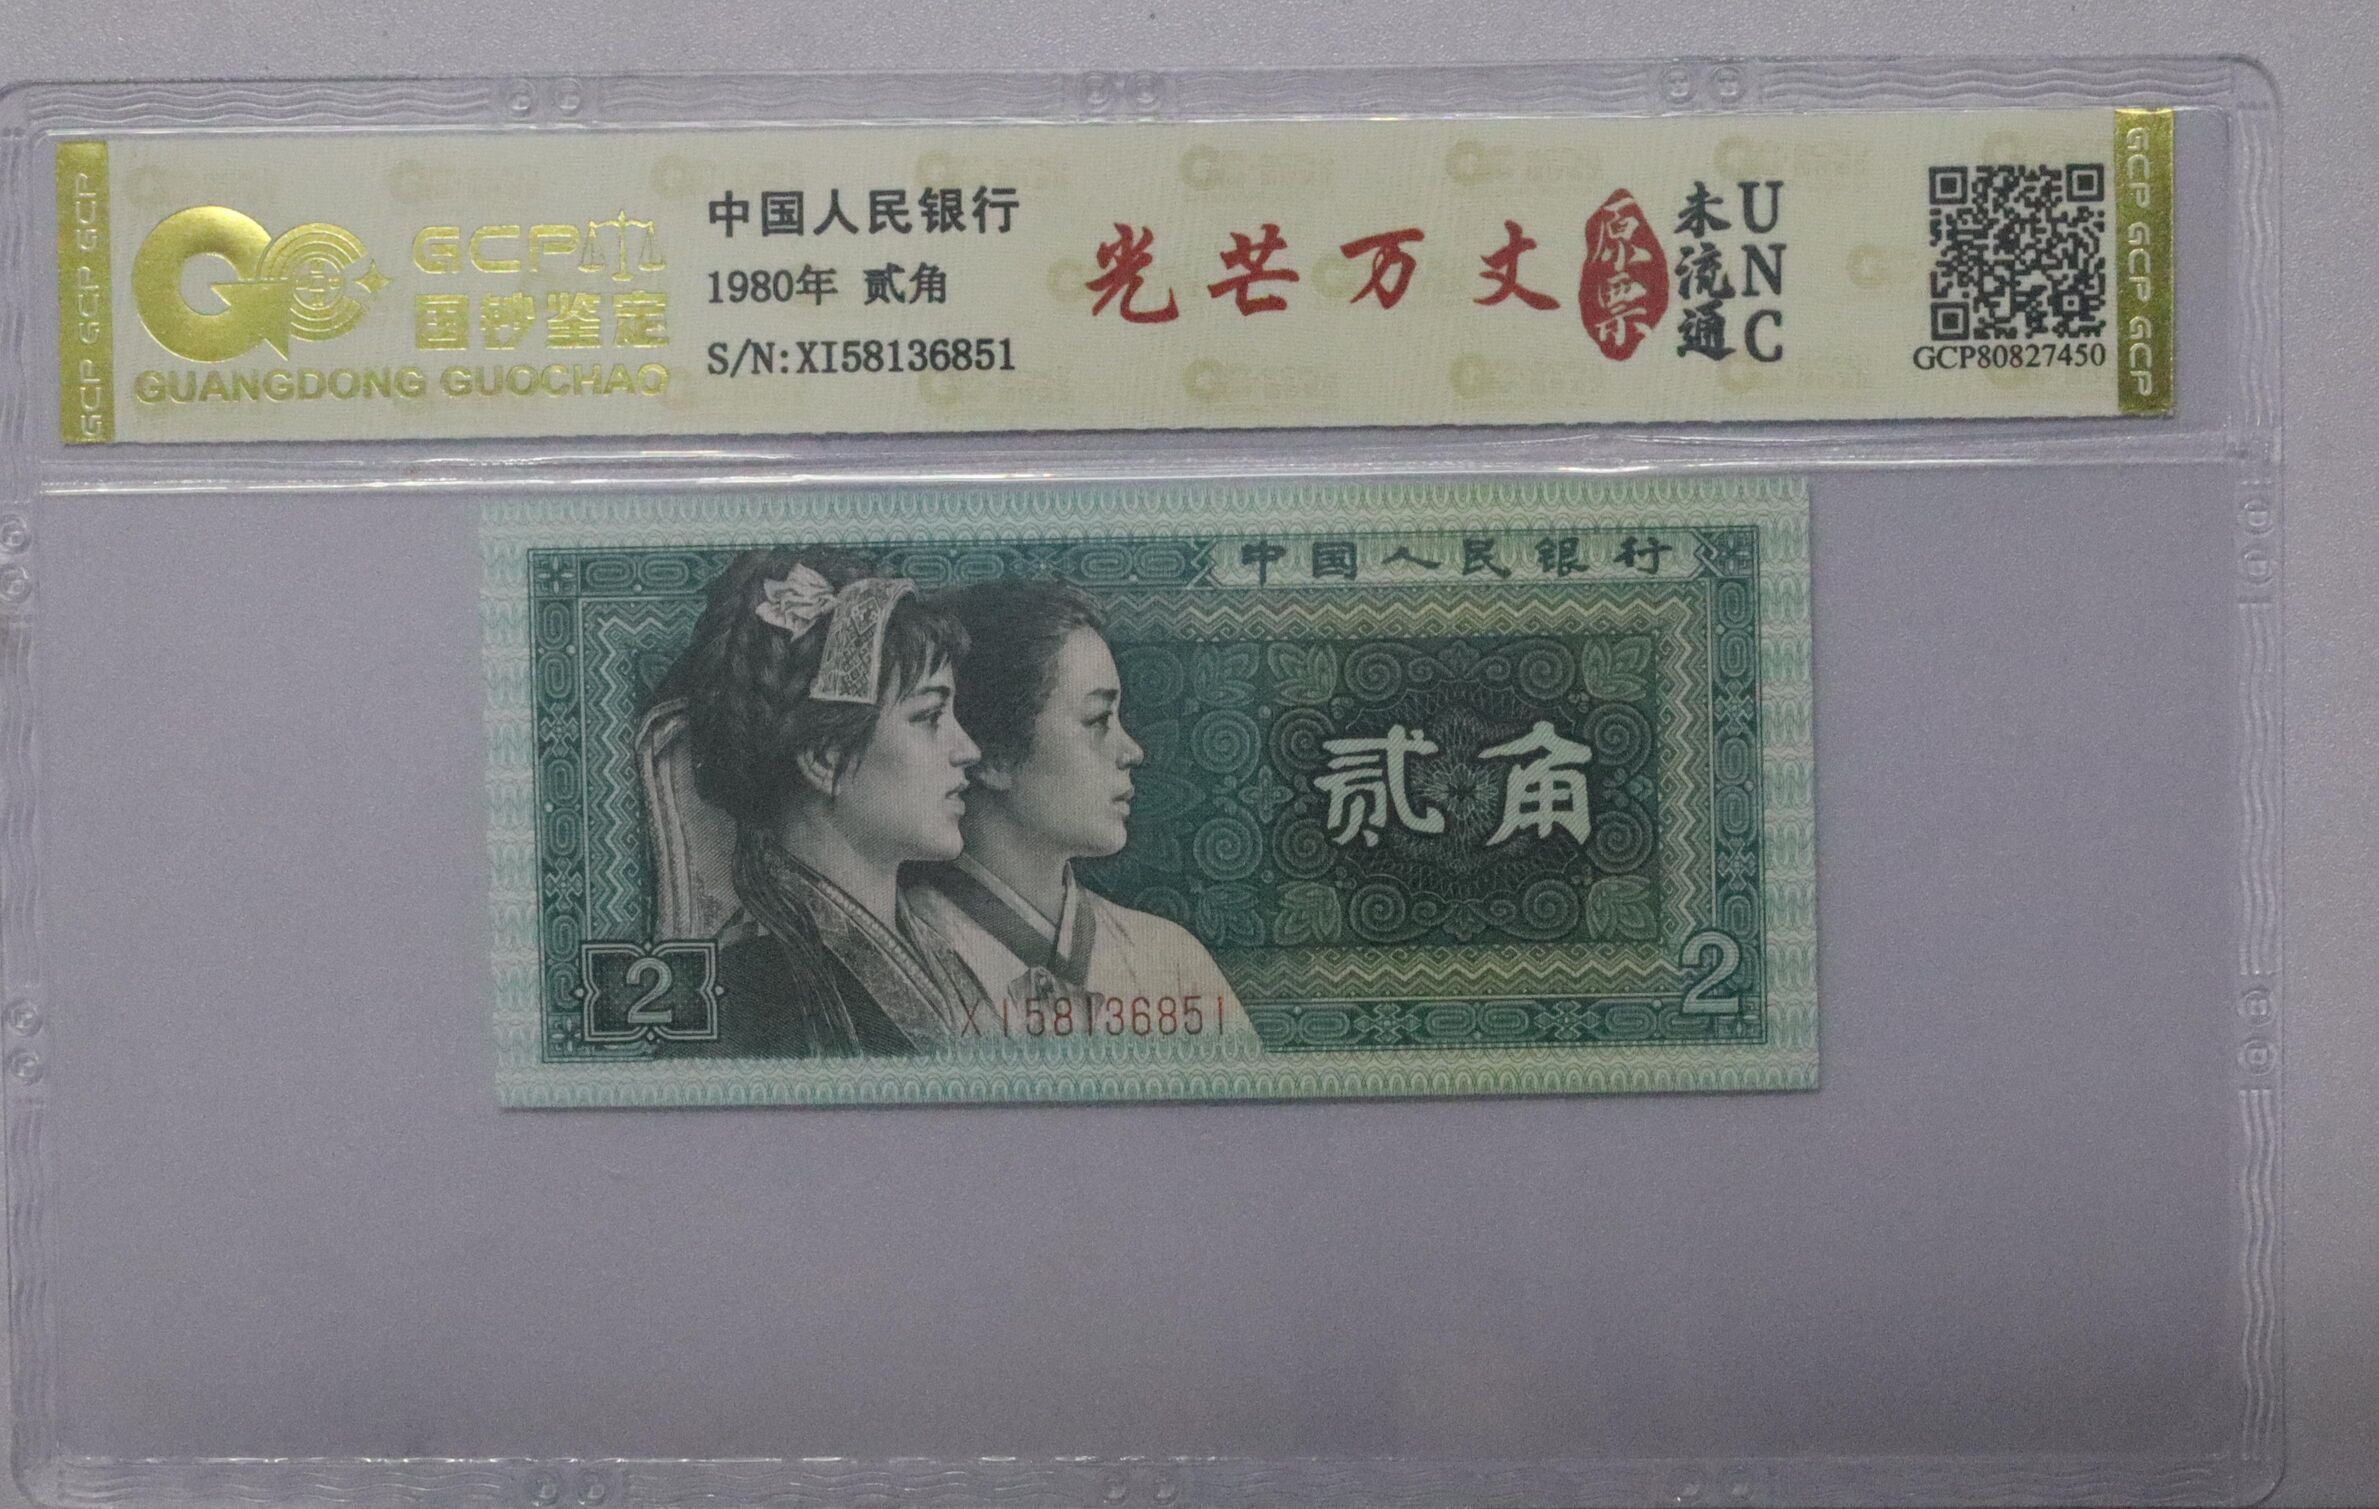 GCP GCP GCP
GCP
国钞鉴定
GUANGDONG GUOCHAO
中国人民银行
1980年 贰角
S/N:XI58136851
光芒万丈
原票
未流通
UNC
GCP80827450
GCP GCP GCP
中国人民银行
贰角
2
XI58136851
2